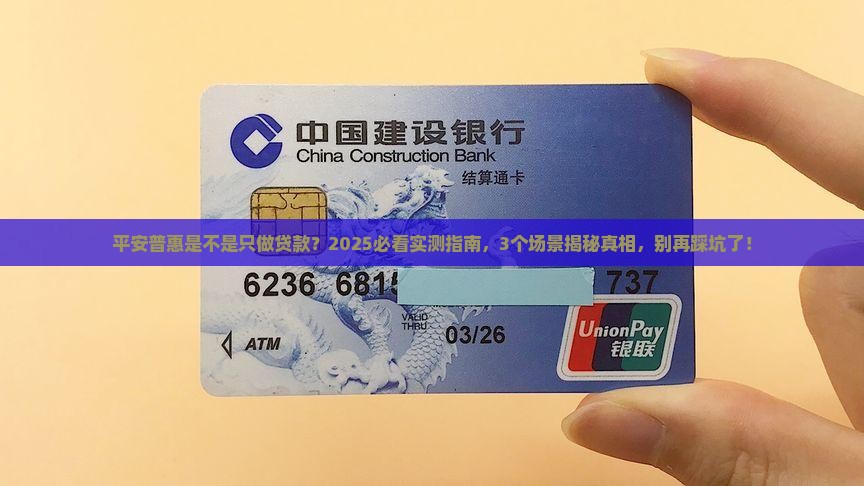 中国建设银行
China Construction Bank
结算通卡
平安普惠是不是只做贷款？2025必看实测指南，3个场景揭秘真相，别再踩坑了！
6236 6815 737
VALID
THRU
03/26
ATM
UnionPay
银联